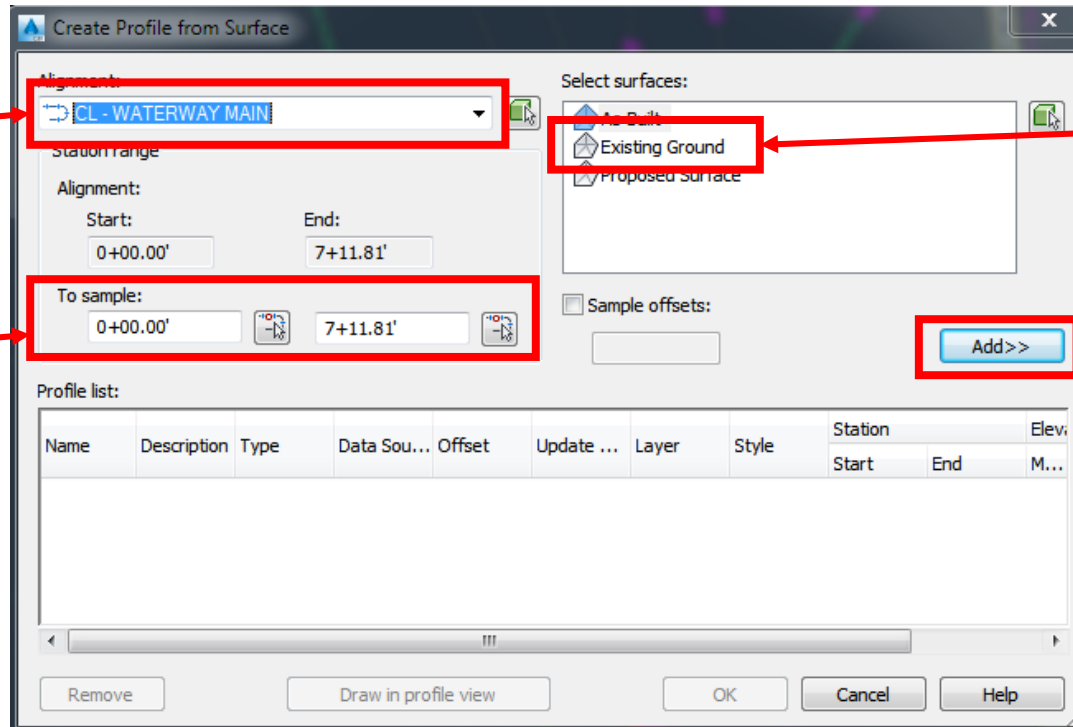 Create Profile from Surface
x
Alignment:
CL - WATERWAY MAIN
Select surfaces:
As Built
Existing Ground
Proposed Surface
Station range
Alignment:
Start:
End:
0+00.00'
7+11.81'
To sample:
0+00.00'
7+11.81'
Sample offsets:
Add>>
Profile list:
Name Description Type Data Sou... Offset Update ... Layer Style Station Eleva
Start End M...
Remove
Draw in profile view
OK
Cancel
Help